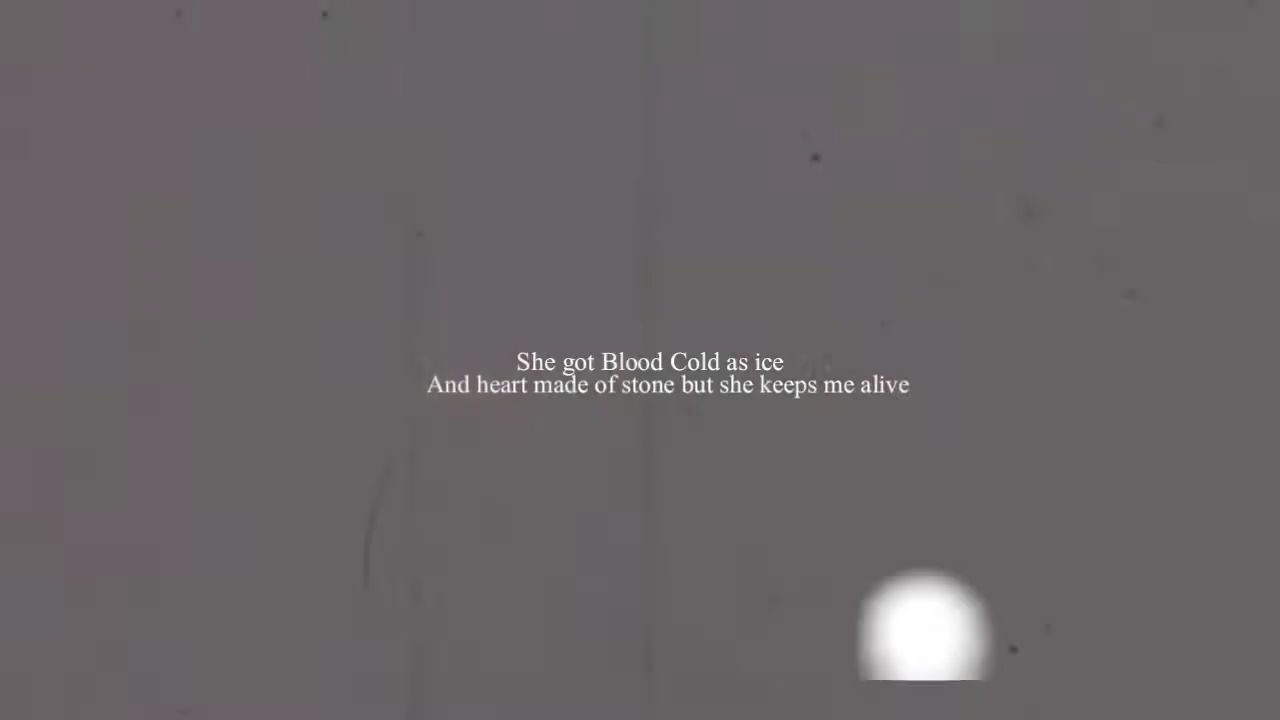 She got Blood Cold as ice
And heart made of stone but she keeps me alive